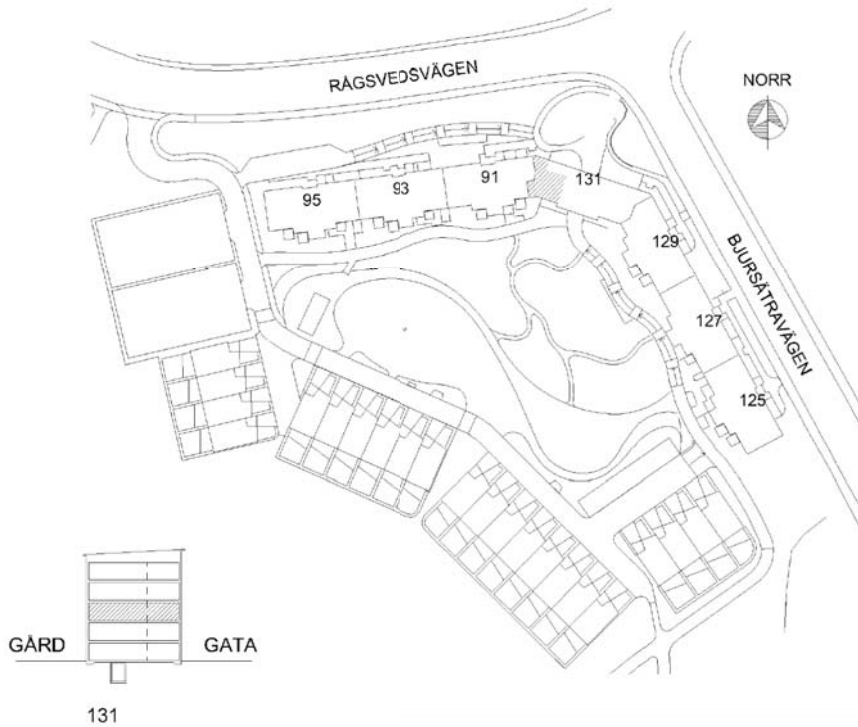 RÅGSVEDSVÄGEN
NORR
95
93
91
131
129
127
125
BJURSÄTRAVÄGEN
GÅRD
GATA
131